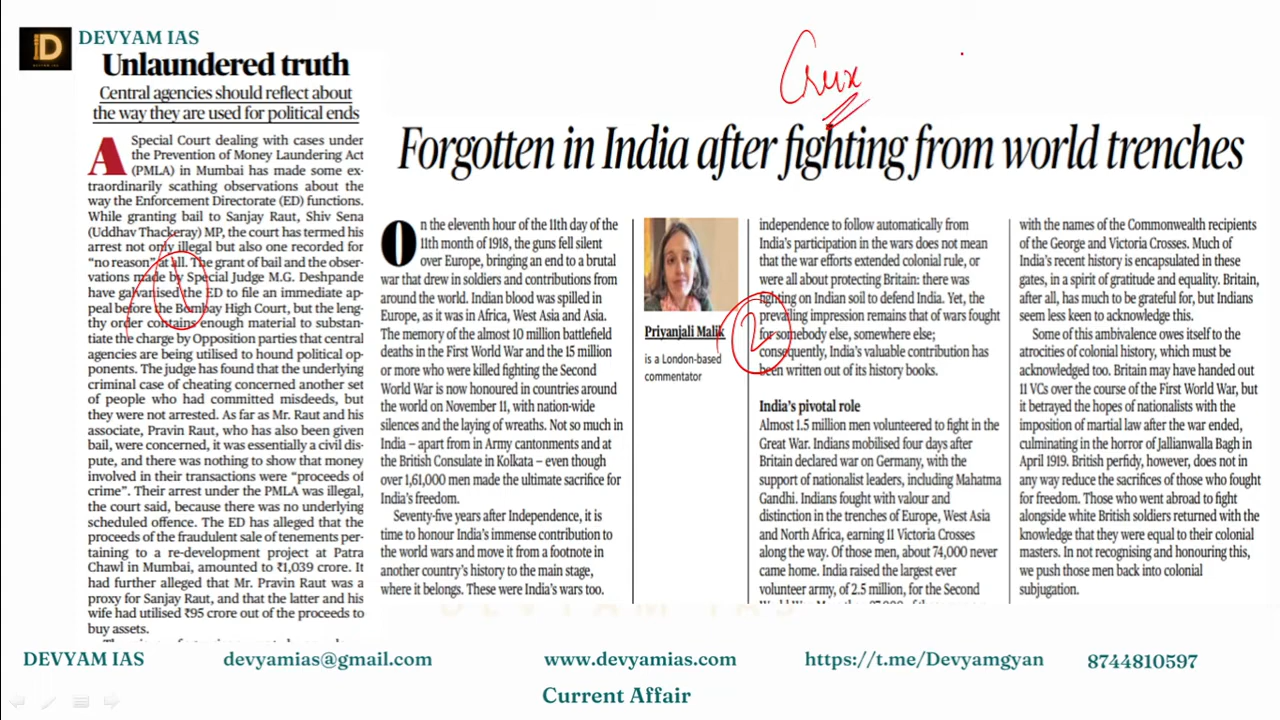 DEVYAM IAS
Unlaundered truth
Central agencies should reflect about
the way they are used for political ends
A Special Court dealing with cases under
the Prevention of Money Laundering Act
(PMLA) in Mumbai has made some ex-
traordinarily scathing observations about the
way the Enforcement Directorate (ED) functions.
While granting bail to Sanjay Raut, Shiv Sena
(Uddhav Thackeray) MP, the court has termed his
arrest not only illegal but also one recorded for
“no reason” at all. The grant of bail and the obser-
vations made by Special Judge M.G. Deshpande
have galvanised the ED to file an immediate ap-
peal before the Bombay High Court, but the leng-
thy order contains enough material to substan-
tiate the charge by Opposition parties that central
agencies are being utilised to hound political op-
ponents. The judge has found that the underlying
criminal case of cheating concerned another set
of people who had committed misdeeds, but
they were not arrested. As far as Mr. Raut and his
associate, Pravin Raut, who has also been given
bail, were concerned, it was essentially a civil dis-
pute, and there was nothing to show that money
involved in their transactions were “proceeds of
crime”. Their arrest under the PMLA was illegal,
the court said, because there was no underlying
scheduled offence. The ED has alleged that the
proceeds of the fraudulent sale of tenements per-
taining to a re-development project at Patra
Chawl in Mumbai, amounted to ₹1,039 crore. It
had further alleged that Mr. Pravin Raut was a
proxy for Sanjay Raut, and that the latter and his
wife had utilised ₹95 crore out of the proceeds to
buy assets.
1
Crux
Forgotten in India after fighting from world trenches
On the eleventh hour of the 11th day of the
11th month of 1918, the guns fell silent
over Europe, bringing an end to a brutal
war that drew in soldiers and contributions from
around the world. Indian blood was spilled in
Europe, as it was in Africa, West Asia and Asia.
The memory of the almost 10 million battlefield
deaths in the First World War and the 15 million
or more who were killed fighting the Second
World War is now honoured in countries around
the world on November 11, with nation-wide
silences and the laying of wreaths. Not so much in
India – apart from in Army cantonments and at
the British Consulate in Kolkata – even though
over 1,61,000 men made the ultimate sacrifice for
India’s freedom.
Seventy-five years after Independence, it is
time to honour India’s immense contribution to
the world wars and move it from a footnote in
another country’s history to the main stage,
where it belongs. These were India’s wars too.
Priyanjali Malik
is a London-based
commentator
2
independence to follow automatically from
India’s participation in the wars does not mean
that the war efforts extended colonial rule, or
were all about protecting Britain: there was
fighting on Indian soil to defend India. Yet, the
prevailing impression remains that of wars fought
for somebody else, somewhere else;
consequently, India’s valuable contribution has
been written out of its history books.
India’s pivotal role
Almost 1.5 million men volunteered to fight in the
Great War. Indians mobilised four days after
Britain declared war on Germany, with the
support of nationalist leaders, including Mahatma
Gandhi. Indians fought with valour and
distinction in the trenches of Europe, West Asia
and North Africa, earning 11 Victoria Crosses
along the way. Of those men, about 74,000 never
came home. India raised the largest ever
volunteer army, of 2.5 million, for the Second
with the names of the Commonwealth recipients
of the George and Victoria Crosses. Much of
India’s recent history is encapsulated in these
gates, in a spirit of gratitude and equality. Britain,
after all, has much to be grateful for, but Indians
seem less keen to acknowledge this.
Some of this ambivalence owes itself to the
atrocities of colonial history, which must be
acknowledged too. Britain may have handed out
11 VCs over the course of the First World War, but
it betrayed the hopes of nationalists with the
imposition of martial law after the war ended,
culminating in the horror of Jallianwalla Bagh in
April 1919. British perfidy, however, does not in
any way reduce the sacrifices of those who fought
for freedom. Those who went abroad to fight
alongside white British soldiers returned with the
knowledge that they were equal to their colonial
masters. In not recognising and honouring this,
we push those men back into colonial
subjugation.
DEVYAM IAS
devyamias@gmail.com
www.devyamias.com
https://t.me/Devyamgyan
8744810597
Current Affair